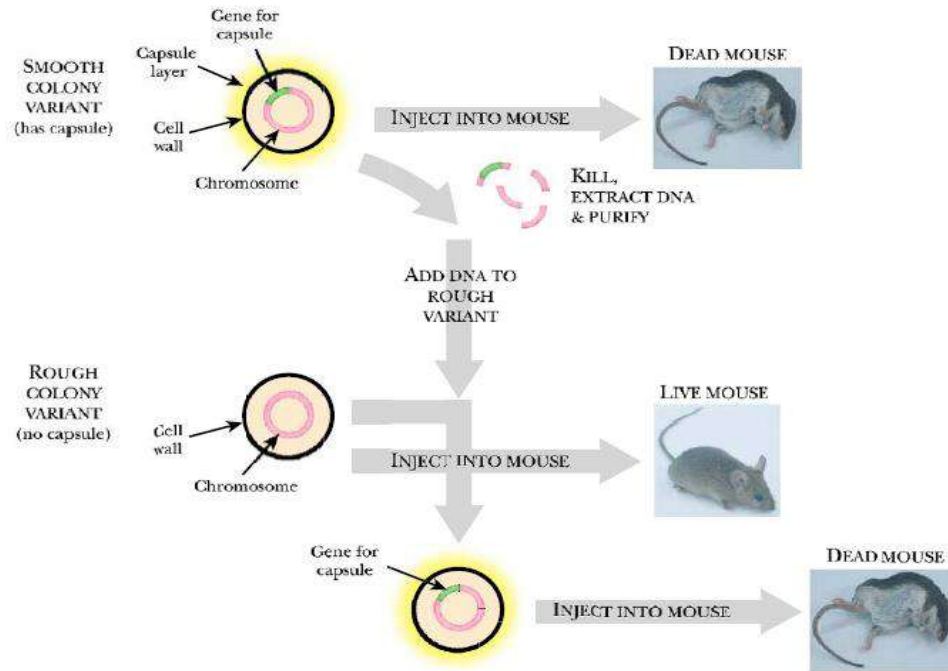 Gene for
capsule
Capsule
layer
SMOOTH
COLONY
VARIANT
(has capsule)
Cell
wall
Chromosome
INJECT INTO MOUSE
DEAD MOUSE
KILL,
EXTRACT DNA
& PURIFY
ADD DNA TO
ROUGH
VARIANT
ROUGH
COLONY
VARIANT
(no capsule)
Cell
wall
Chromosome
INJECT INTO MOUSE
LIVE MOUSE
Gene for
capsule
INJECT INTO MOUSE
DEAD MOUSE